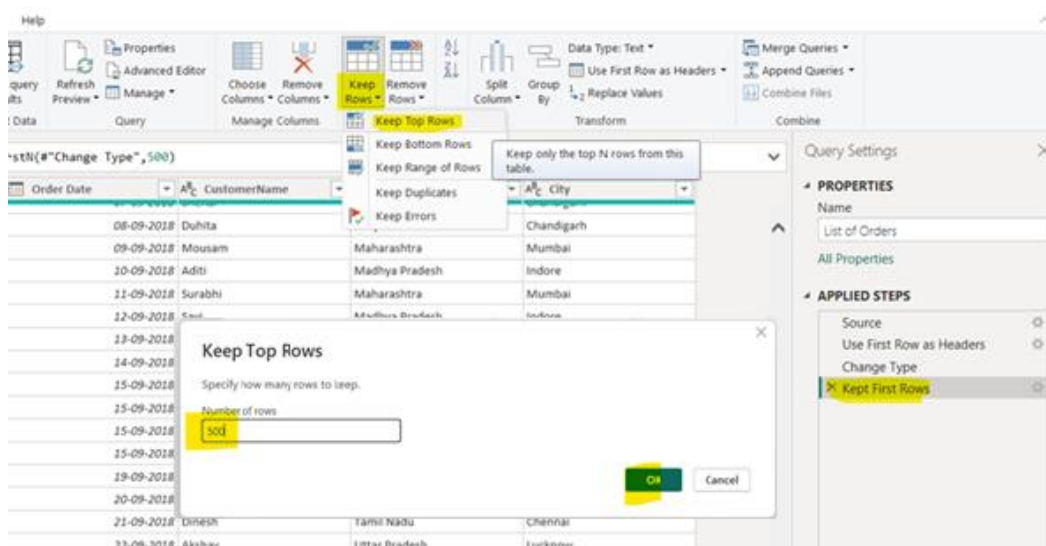 Help
Properties
Advanced Editor
Manage
Refresh
Preview
query
Data
Query
Choose
Columns
Remove
Columns
Manage Columns
Keep
Rows
Remove
Rows
Split
Column
Group
By
Data Type: Text
Use First Row as Headers
Replace Values
Transform
Merge Queries
Append Queries
Combine Files
Combine
Keep Top Rows
Keep Bottom Rows
Keep Range of Rows
Keep Duplicates
Keep Errors
Keep only the top N rows from this
table.
rstN(#"Change Type",500)
Order Date CustomerName City
08-09-2018 Duhita Chandigarh
09-09-2018 Mousam Maharashtra Mumbai
10-09-2018 Aditi Madhya Pradesh Indore
11-09-2018 Surabhi Maharashtra Mumbai
12-09-2018 Madhya Pradesh Indore
13-09-2018
14-09-2018
15-09-2018
15-09-2018
15-09-2018
15-09-2018
19-09-2018
20-09-2018
21-09-2018 Dinesh Tamil Nadu Chennai
22-09-2018 Akshay Uttar Pradesh Lucknow
Keep Top Rows
Specify how many rows to keep.
Number of rows
500
OK
Cancel
Query Settings
PROPERTIES
Name
List of Orders
All Properties
APPLIED STEPS
Source
Use First Row as Headers
Change Type
Kept First Rows